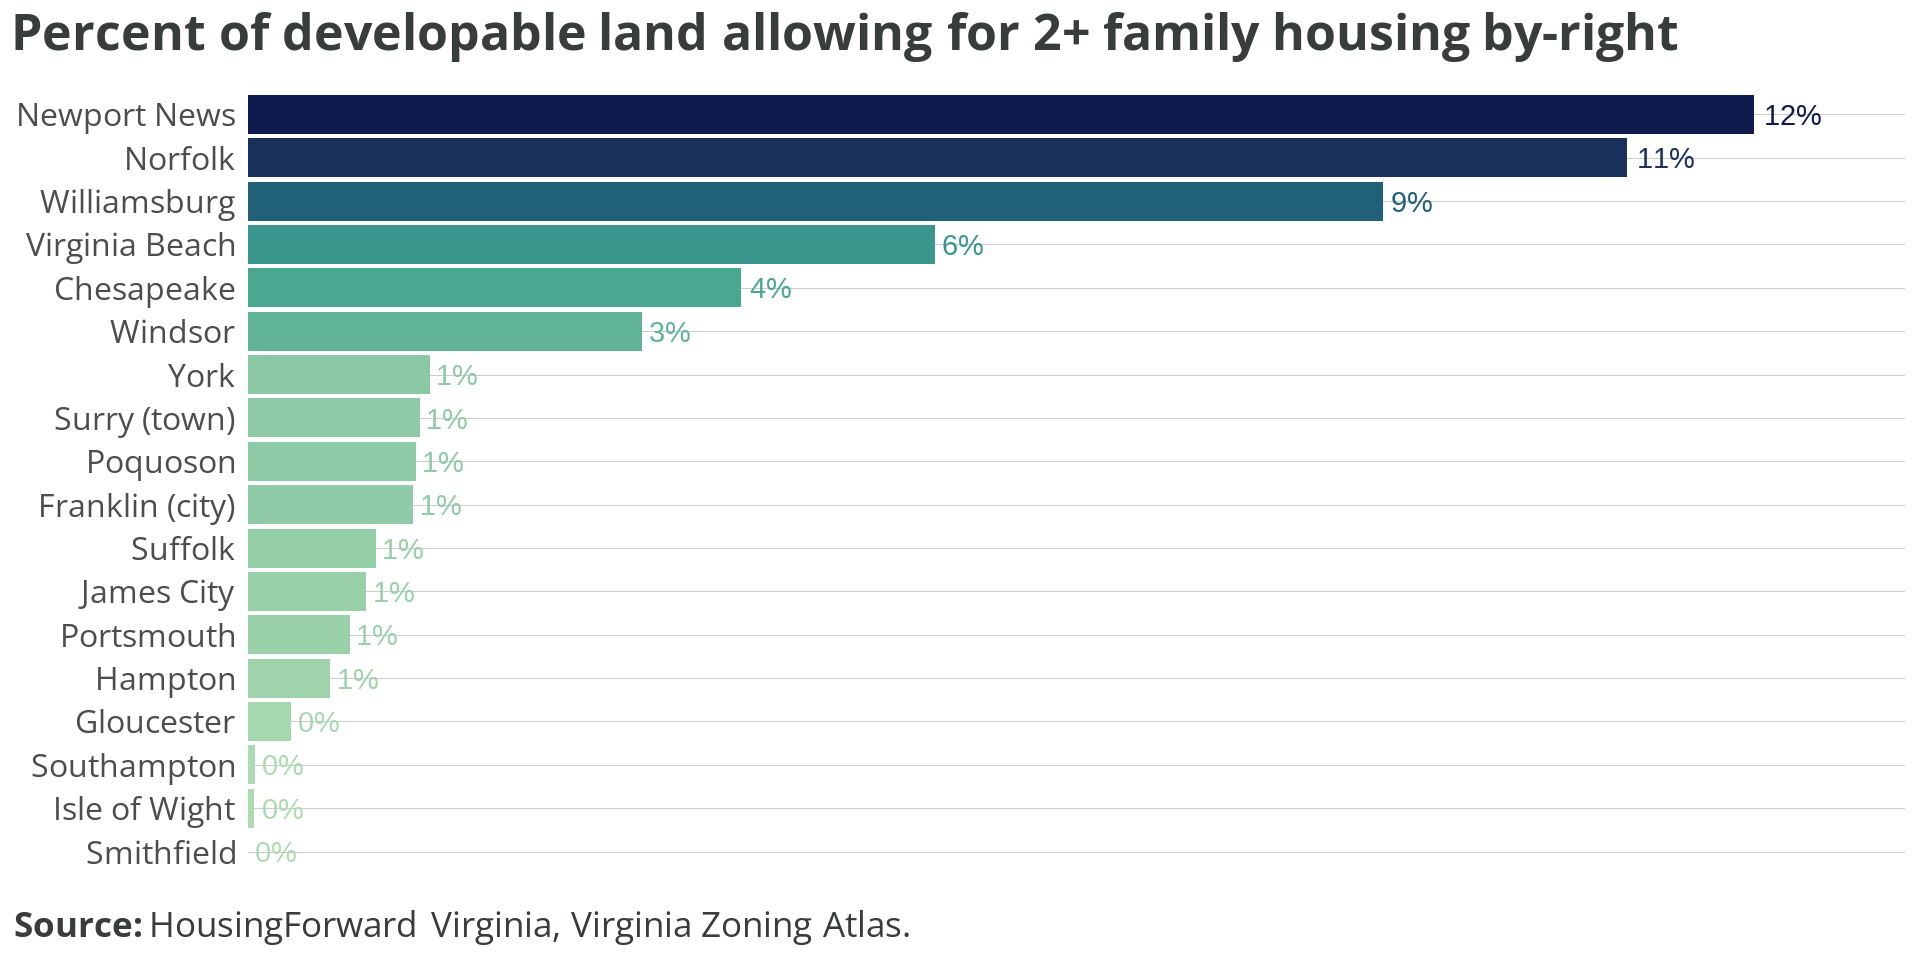 Percent of developable land allowing for 2+ family housing by-right
Newport News 12%
Norfolk 11%
Williamsburg 9%
Virginia Beach 6%
Chesapeake 4%
Windsor 3%
York 1%
Surry (town) 1%
Poquoson 1%
Franklin (city) 1%
Suffolk 1%
James City 1%
Portsmouth 1%
Hampton 1%
Gloucester 0%
Southampton 0%
Isle of Wight 0%
Smithfield 0%
Source: HousingForward Virginia, Virginia Zoning Atlas.